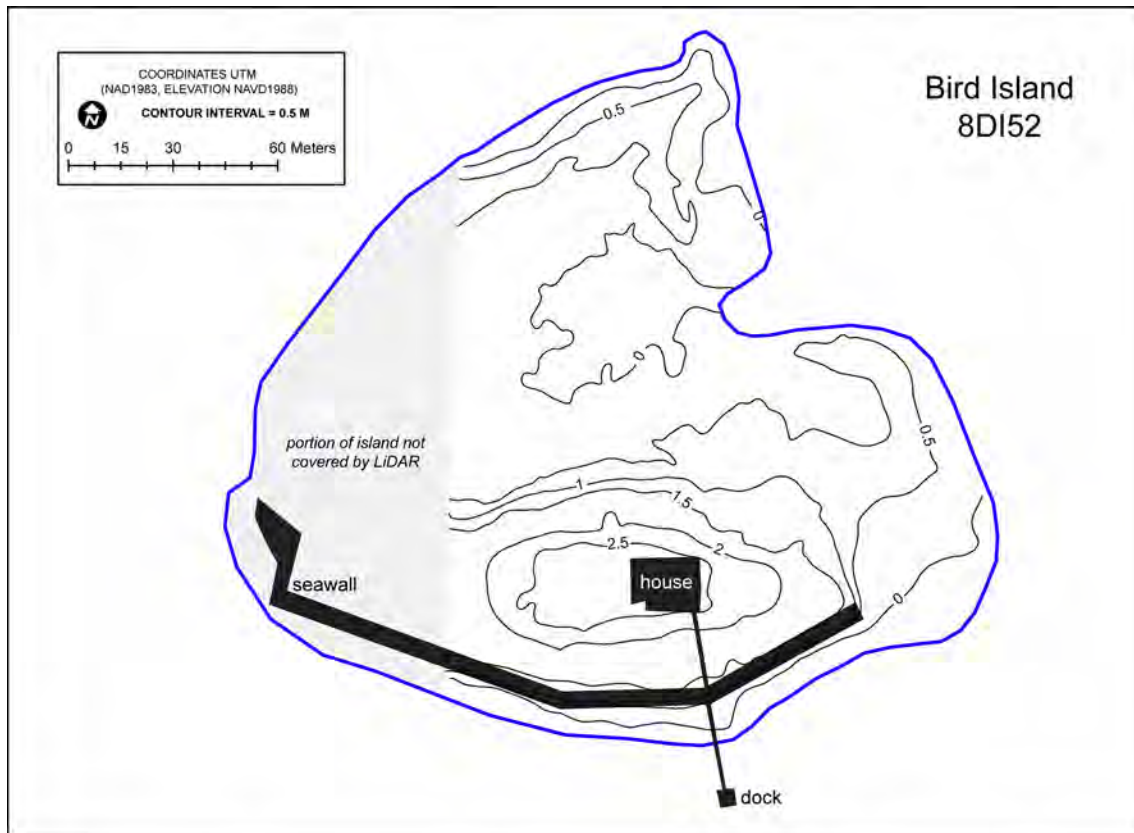 COORDINATES UTM
(NAD1983, ELEVATION NAVD1988)
N
CONTOUR INTERVAL = 0.5 M
0 15 30 60 Meters
Bird Island
8DI52
0.5
0
0.5
portion of island not
covered by LiDAR
1
1.5
2.5
2
house
seawall
0
dock